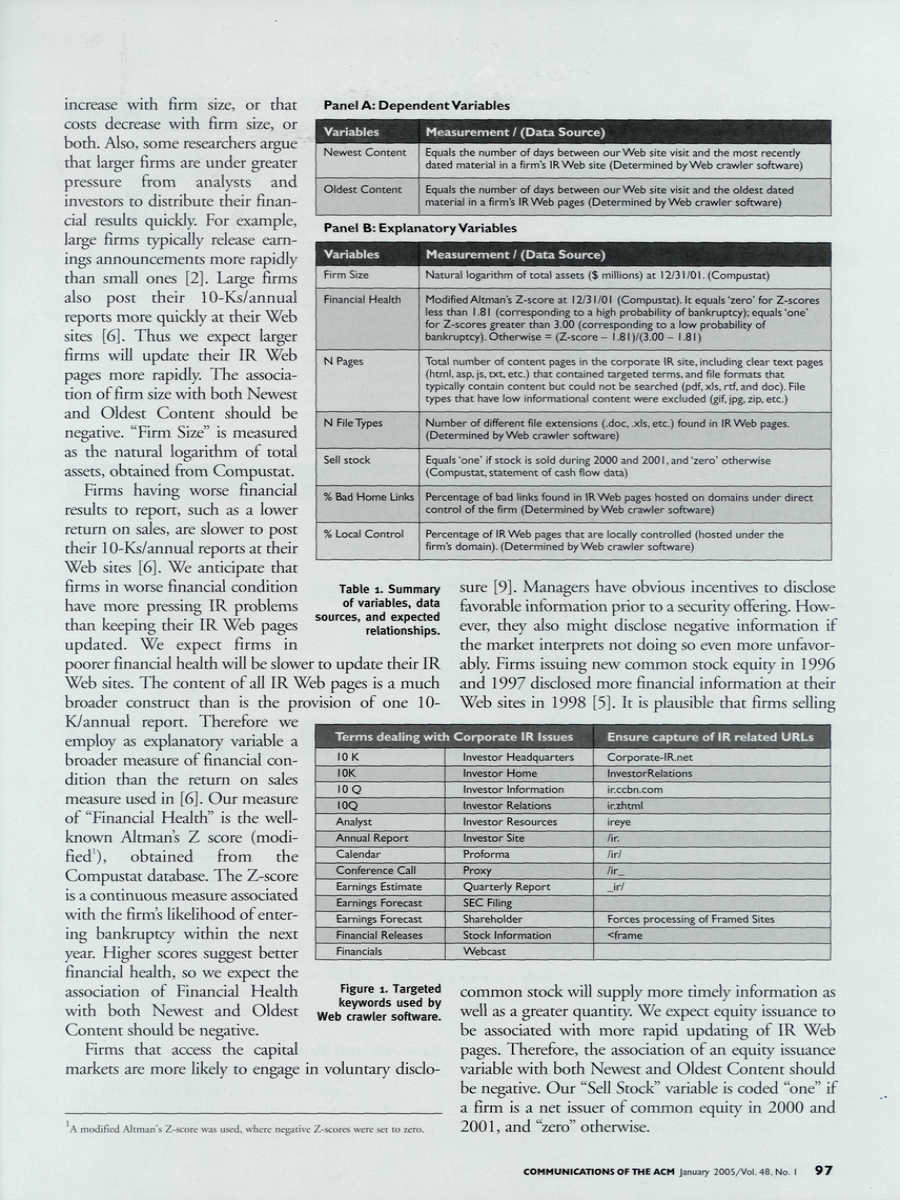 increase with firm size, or that
costs decrease with firm size, or
both. Also, some researchers argue
that larger firms are under greater
pressure from analysts and
investors to distribute their finan-
cial results quickly. For example,
large firms typically release earn-
ings announcements more rapidly
than small ones [2]. Large firms
also post their 10-Ks/annual
reports more quickly at their Web
sites [6]. Thus we expect larger
firms will update their IR Web
pages more rapidly. The associa-
tion of firm size with both Newest
and Oldest Content should be
negative. “Firm Size” is measured
as the natural logarithm of total
assets, obtained from Compustat.
Firms having worse financial
results to report, such as a lower
return on sales, are slower to post
their 10-Ks/annual reports at their
Web sites [6]. We anticipate that
firms in worse financial condition
have more pressing IR problems
than keeping their IR Web pages
updated. We expect firms in
poorer financial health will be slower to update their IR
Web sites. The content of all IR Web pages is a much
broader construct than is the provision of one 10-
K/annual report. Therefore we
employ as explanatory variable a
broader measure of financial con-
dition than the return on sales
measure used in [6]. Our measure
of “Financial Health” is the well-
known Altman’s Z score (modi-
fied¹), obtained from the
Compustat database. The Z-score
is a continuous measure associated
with the firm’s likelihood of enter-
ing bankruptcy within the next
year. Higher scores suggest better
financial health, so we expect the
association of Financial Health
with both Newest and Oldest
Content should be negative.
Firms that access the capital
markets are more likely to engage in voluntary disclo-
¹A modified Altman’s Z-score was used, where negative Z-scores were set to zero.
Panel A: Dependent Variables
Variables Measurement / (Data Source)
Newest Content Equals the number of days between our Web site visit and the most recently
dated material in a firm’s IR Web site (Determined by Web crawler software)
Oldest Content Equals the number of days between our Web site visit and the oldest dated
material in a firm’s IR Web pages (Determined by Web crawler software)
Panel B: Explanatory Variables
Variables Measurement / (Data Source)
Firm Size Natural logarithm of total assets ($ millions) at 12/31/01. (Compustat)
Financial Health Modified Altman’s Z-score at 12/31/01 (Compustat). It equals ‘zero’ for Z-scores
less than 1.81 (corresponding to a high probability of bankruptcy); equals ‘one’
for Z-scores greater than 3.00 (corresponding to a low probability of
bankruptcy). Otherwise = (Z-score – 1.81)/(3.00 – 1.81)
N Pages Total number of content pages in the corporate IR site, including clear text pages
(html, asp, js, txt, etc.) that contained targeted terms, and file formats that
typically contain content but could not be searched (pdf, xls, rtf, and doc). File
types that have low informational content were excluded (gif, jpg, zip, etc.)
N File Types Number of different file extensions (.doc, .xls, etc.) found in IR Web pages.
(Determined by Web crawler software)
Sell stock Equals ‘one’ if stock is sold during 2000 and 2001, and ‘zero’ otherwise
(Compustat, statement of cash flow data)
% Bad Home Links Percentage of bad links found in IR Web pages hosted on domains under direct
control of the firm (Determined by Web crawler software)
% Local Control Percentage of IR Web pages that are locally controlled (hosted under the
firm’s domain). (Determined by Web crawler software)
Table 1. Summary
of variables, data
sources, and expected
relationships.
sure [9]. Managers have obvious incentives to disclose
favorable information prior to a security offering. How-
ever, they also might disclose negative information if
the market interprets not doing so even more unfavor-
ably. Firms issuing new common stock equity in 1996
and 1997 disclosed more financial information at their
Web sites in 1998 [5]. It is plausible that firms selling
Terms dealing with Corporate IR Issues Ensure capture of IR related URLs
10 K Investor Headquarters Corporate-IR.net
10K Investor Home InvestorRelations
10 Q Investor Information ir.ccbn.com
10Q Investor Relations ir.zhtml
Analyst Investor Resources ireye
Annual Report Investor Site /ir.
Calendar Proforma /ir/
Conference Call Proxy /ir_
Earnings Estimate Quarterly Report _ir/
Earnings Forecast SEC Filing
Earnings Forecast Shareholder Forces processing of Framed Sites
Financial Releases Stock Information <frame
Financials Webcast
Figure 1. Targeted
keywords used by
Web crawler software.
common stock will supply more timely information as
well as a greater quantity. We expect equity issuance to
be associated with more rapid updating of IR Web
pages. Therefore, the association of an equity issuance
variable with both Newest and Oldest Content should
be negative. Our “Sell Stock” variable is coded “one” if
a firm is a net issuer of common equity in 2000 and
2001, and “zero” otherwise.
COMMUNICATIONS OF THE ACM January 2005/Vol. 48, No. 1 97